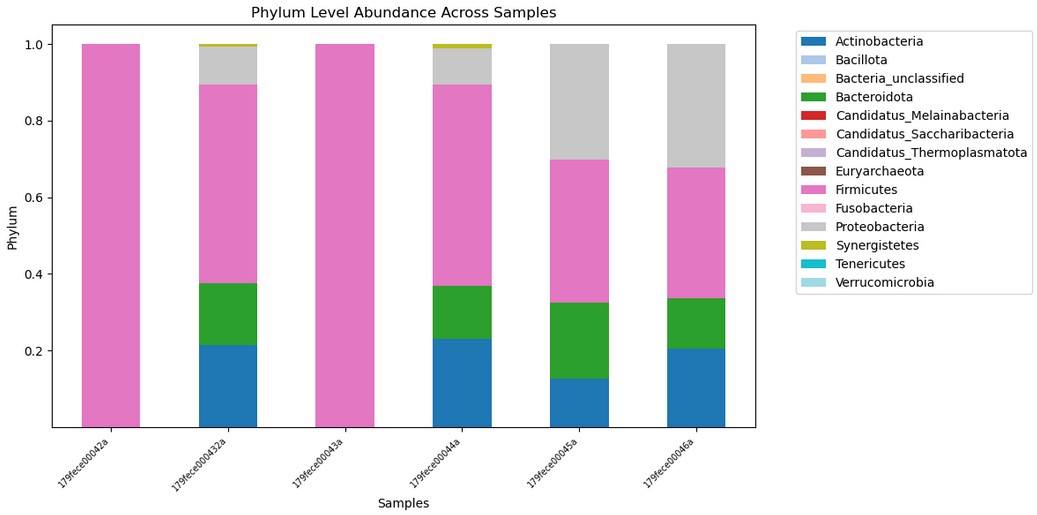 Phylum Level Abundance Across Samples
1.0
0.8
0.6
0.4
0.2
Phylum
179fece00042a
179fece000432a
179fece00043a
179fece00044a
179fece00045a
179fece00046a
Samples
Actinobacteria
Bacillota
Bacteria_unclassified
Bacteroidota
Candidatus_Melainabacteria
Candidatus_Saccharibacteria
Candidatus_Thermoplasmatota
Euryarchaeota
Firmicutes
Fusobacteria
Proteobacteria
Synergistetes
Tenericutes
Verrucomicrobia